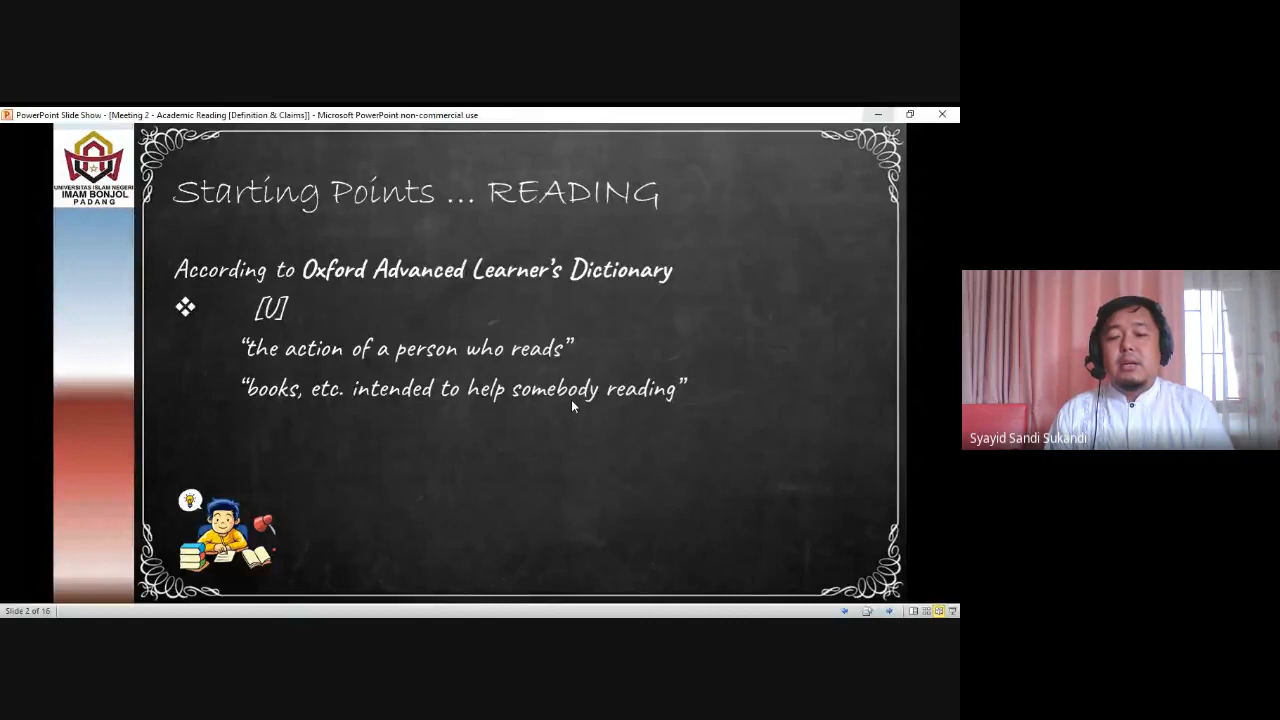 PowerPoint Slide Show - [Meeting 2 - Academic Reading [Definition & Claims]] - Microsoft PowerPoint non-commercial use
UNIVERSITAS ISLAM NEGERI
IMAM BONJOL
PADANG
Starting Points ... READING
According to Oxford Advanced Learner's Dictionary
[U]
“the action of a person who reads”
“books, etc. intended to help somebody reading”
Syayid Sandi Sukandi
Slide 2 of 16